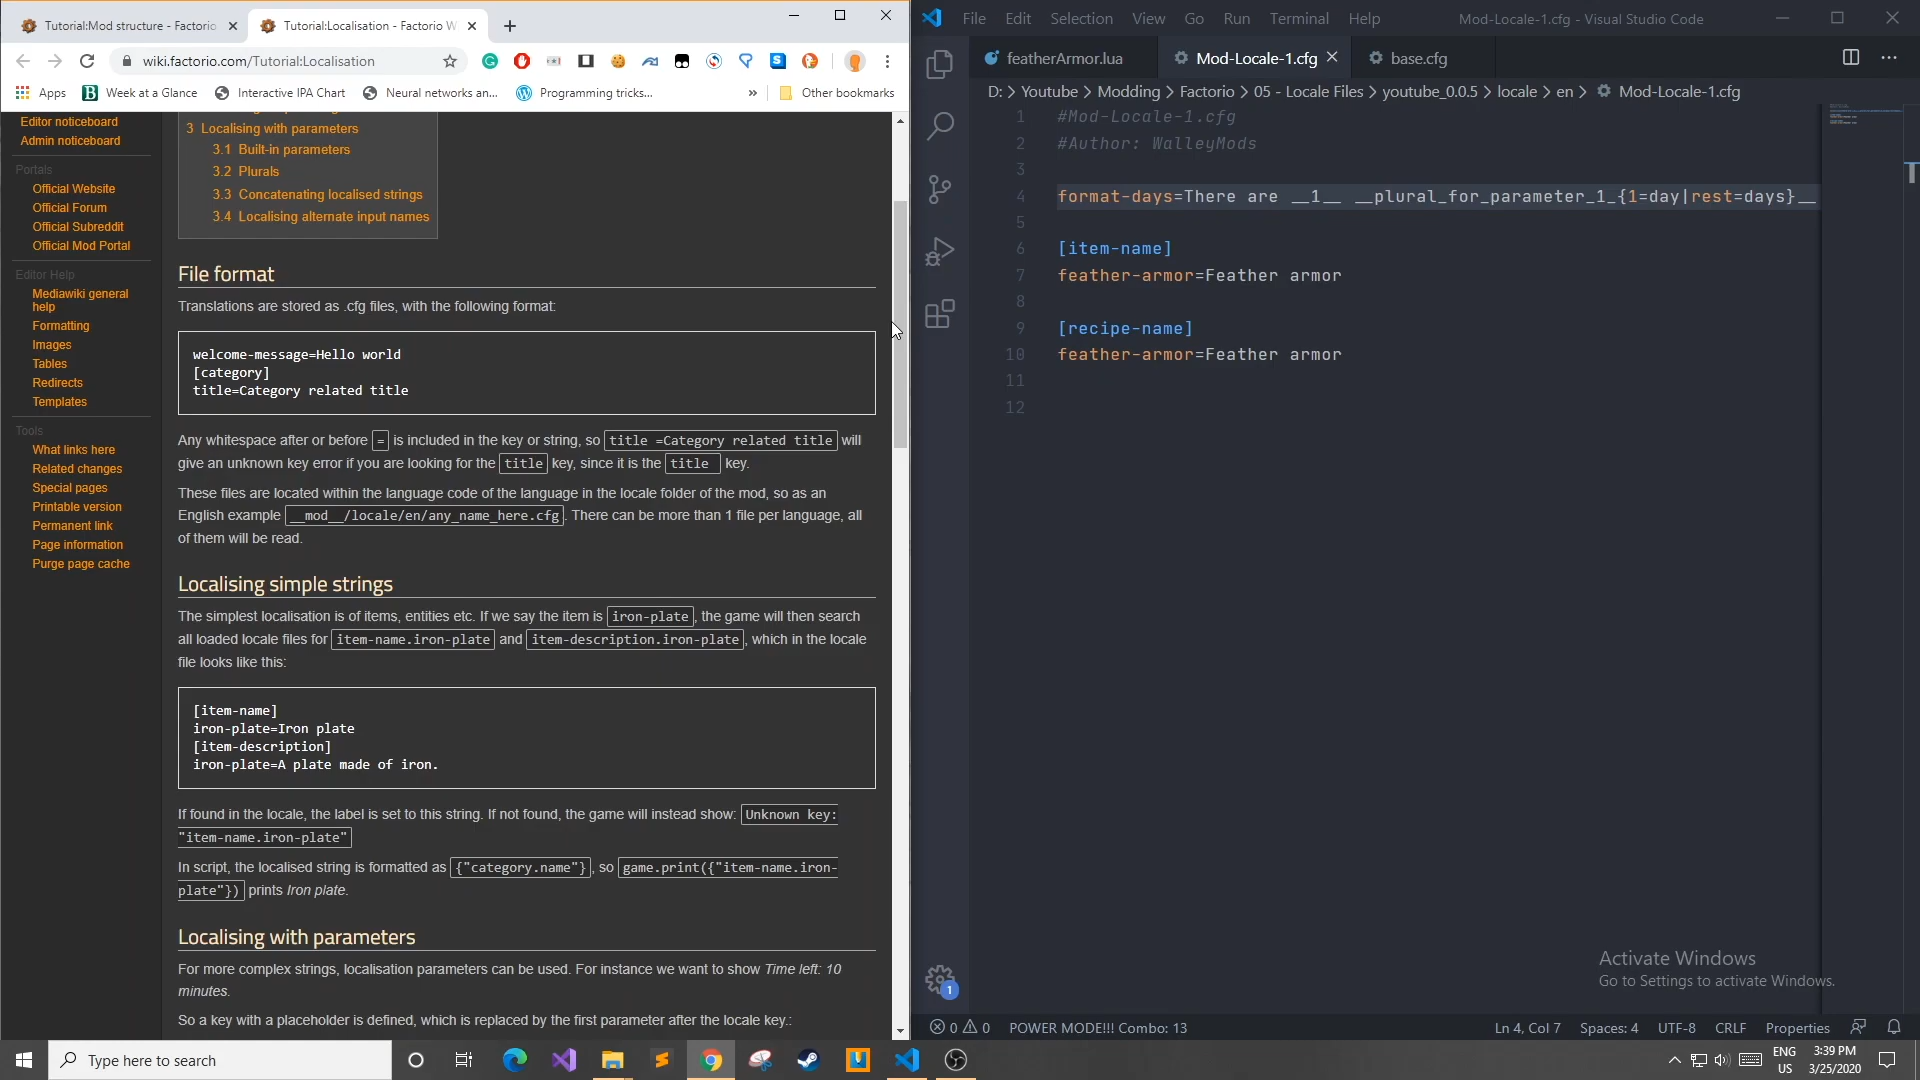 Tutorial:Mod structure - Factorio
Tutorial:Localisation - Factorio W
wiki.factorio.com/Tutorial:Localisation
Apps
Week at a Glance
Interactive IPA Chart
Neural networks an...
Programming tricks...
»
Other bookmarks
Editor noticeboard
Admin noticeboard
Portals
Official Website
Official Forum
Official Subreddit
Official Mod Portal
Editor Help
Mediawiki general
help
Formatting
Images
Tables
Redirects
Templates
Tools
What links here
Related changes
Special pages
Printable version
Permanent link
Page information
Purge page cache
3 Localising with parameters
3.1 Built-in parameters
3.2 Plurals
3.3 Concatenating localised strings
3.4 Localising alternate input names
File format
Translations are stored as .cfg files, with the following format:
welcome-message=Hello world
[category]
title=Category related title
Any whitespace after or before = is included in the key or string, so title =Category related title will
give an unknown key error if you are looking for the title key, since it is the title key.
These files are located within the language code of the language in the locale folder of the mod, so as an
English example __mod__/locale/en/any_name_here.cfg. There can be more than 1 file per language, all
of them will be read.
Localising simple strings
The simplest localisation is of items, entities etc. If we say the item is iron-plate, the game will then search
all loaded locale files for item-name.iron-plate and item-description.iron-plate, which in the locale
file looks like this:
[item-name]
iron-plate=Iron plate
[item-description]
iron-plate=A plate made of iron.
If found in the locale, the label is set to this string. If not found, the game will instead show: Unknown key:
"item-name.iron-plate"
In script, the localised string is formatted as {"category.name"}, so game.print({"item-name.iron-
plate"}) prints Iron plate.
Localising with parameters
For more complex strings, localisation parameters can be used. For instance we want to show Time left: 10
minutes.
So a key with a placeholder is defined, which is replaced by the first parameter after the locale key.:
File Edit Selection View Go Run Terminal Help
Mod-Locale-1.cfg - Visual Studio Code
featherArmor.lua
Mod-Locale-1.cfg
base.cfg
D: > Youtube > Modding > Factorio > 05 - Locale Files > youtube_0.0.5 > locale > en > Mod-Locale-1.cfg
1 #Mod-Locale-1.cfg
2 #Author: WalleyMods
3
4 format-days=There are __1__ __plural_for_parameter_1_{1=day|rest=days}__
5
6 [item-name]
7 feather-armor=Feather armor
8
9 [recipe-name]
10 feather-armor=Feather armor
11
12
Activate Windows
Go to Settings to activate Windows.
1
0 0 POWER MODE!!! Combo: 13
Ln 4, Col 7 Spaces: 4 UTF-8 CRLF Properties
Type here to search
ENG
US
3:39 PM
3/25/2020